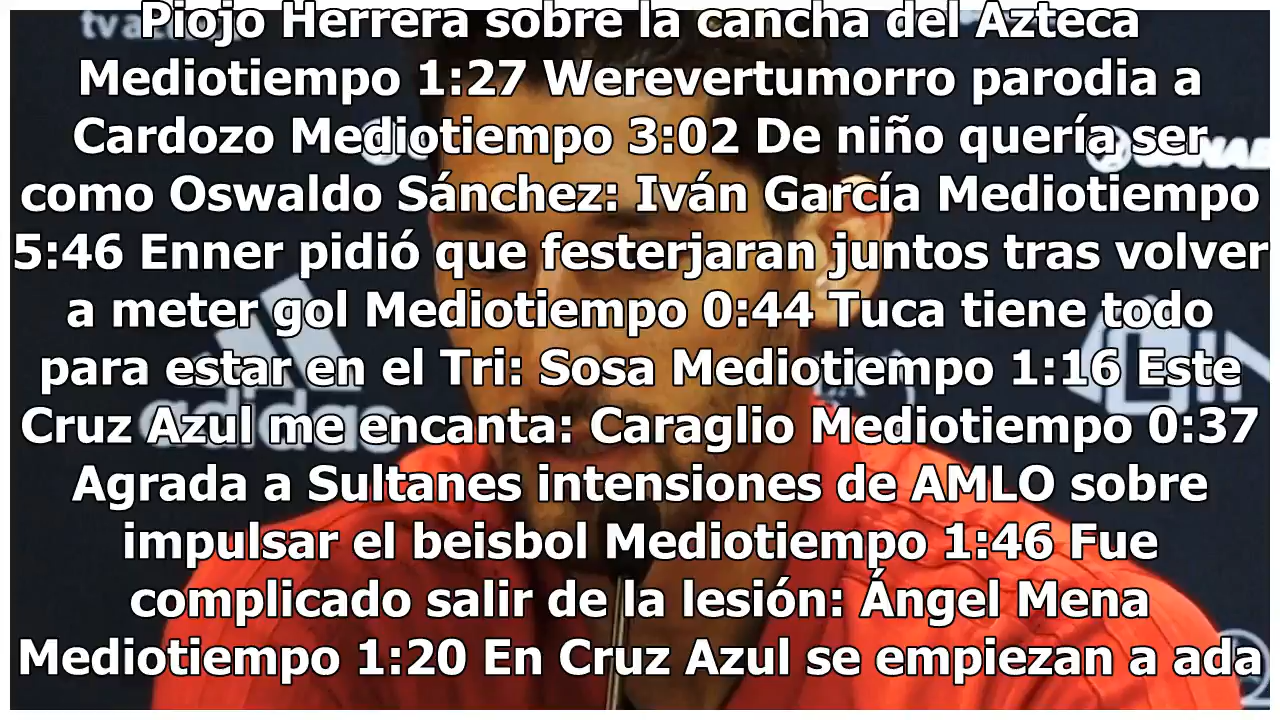 Piojo Herrera sobre la cancha del Azteca
Mediotiempo 1:27 Werevertumorro parodia a
Cardozo Mediotiempo 3:02 De niño quería ser
como Oswaldo Sánchez: Iván García Mediotiempo
5:46 Enner pidió que festerjaran juntos tras volver
a meter gol Mediotiempo 0:44 Tuca tiene todo
para estar en el Tri: Sosa Mediotiempo 1:16 Este
Cruz Azul me encanta: Caraglio Mediotiempo 0:37
Agrada a Sultanes intensiones de AMLO sobre
impulsar el beisbol Mediotiempo 1:46 Fue
complicado salir de la lesión: Ángel Mena
Mediotiempo 1:20 En Cruz Azul se empiezan a ada
adidas